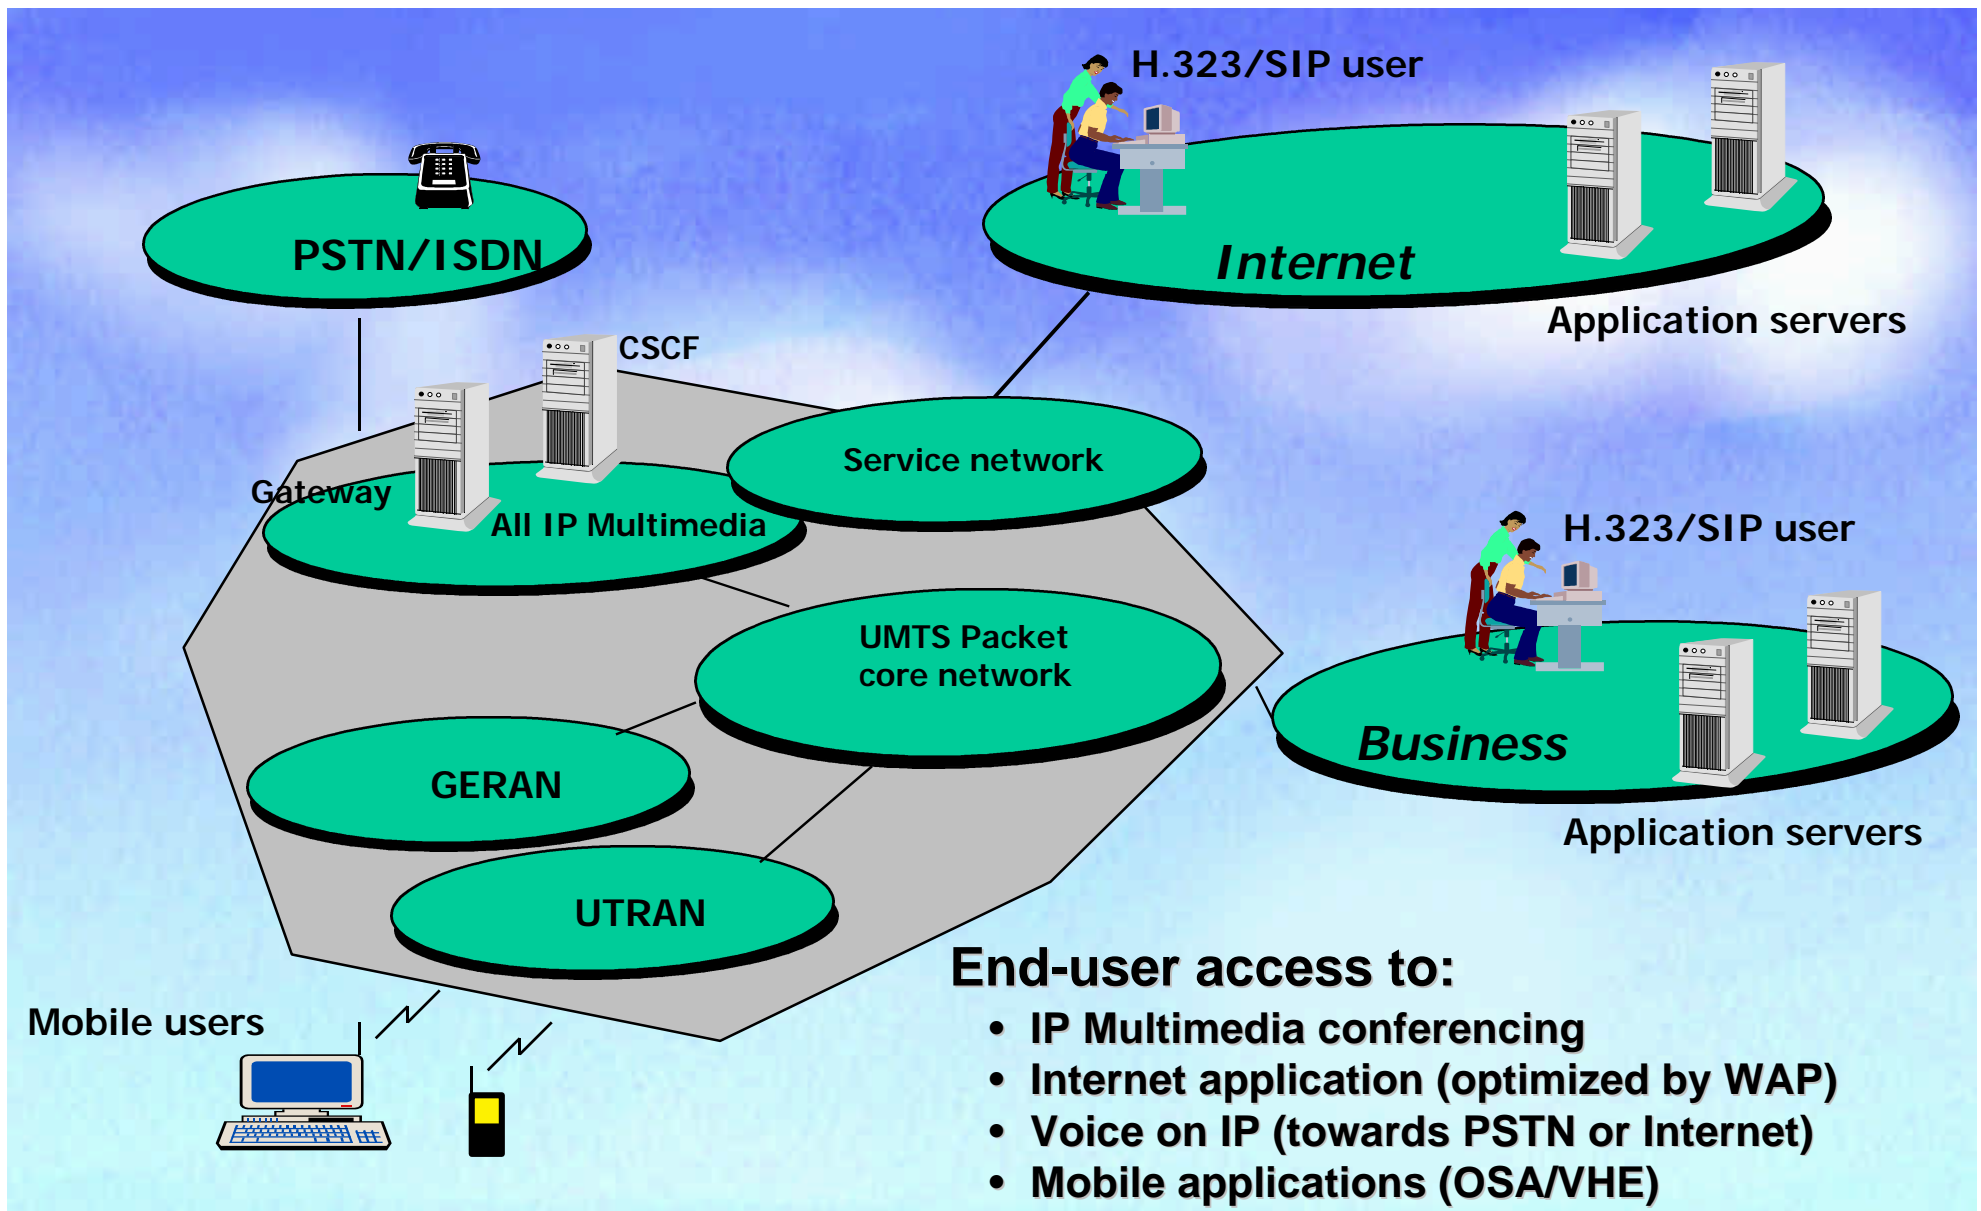 H.323/SIP user
PSTN/ISDN
Internet
Application servers
CSCF
Service network
Gateway
All IP Multimedia
H.323/SIP user
UMTS Packet
core network
Business
GERAN
Application servers
UTRAN
End-user access to:
Mobile users
• IP Multimedia conferencing
• Internet application (optimized by WAP)
• Voice on IP (towards PSTN or Internet)
• Mobile applications (OSA/VHE)